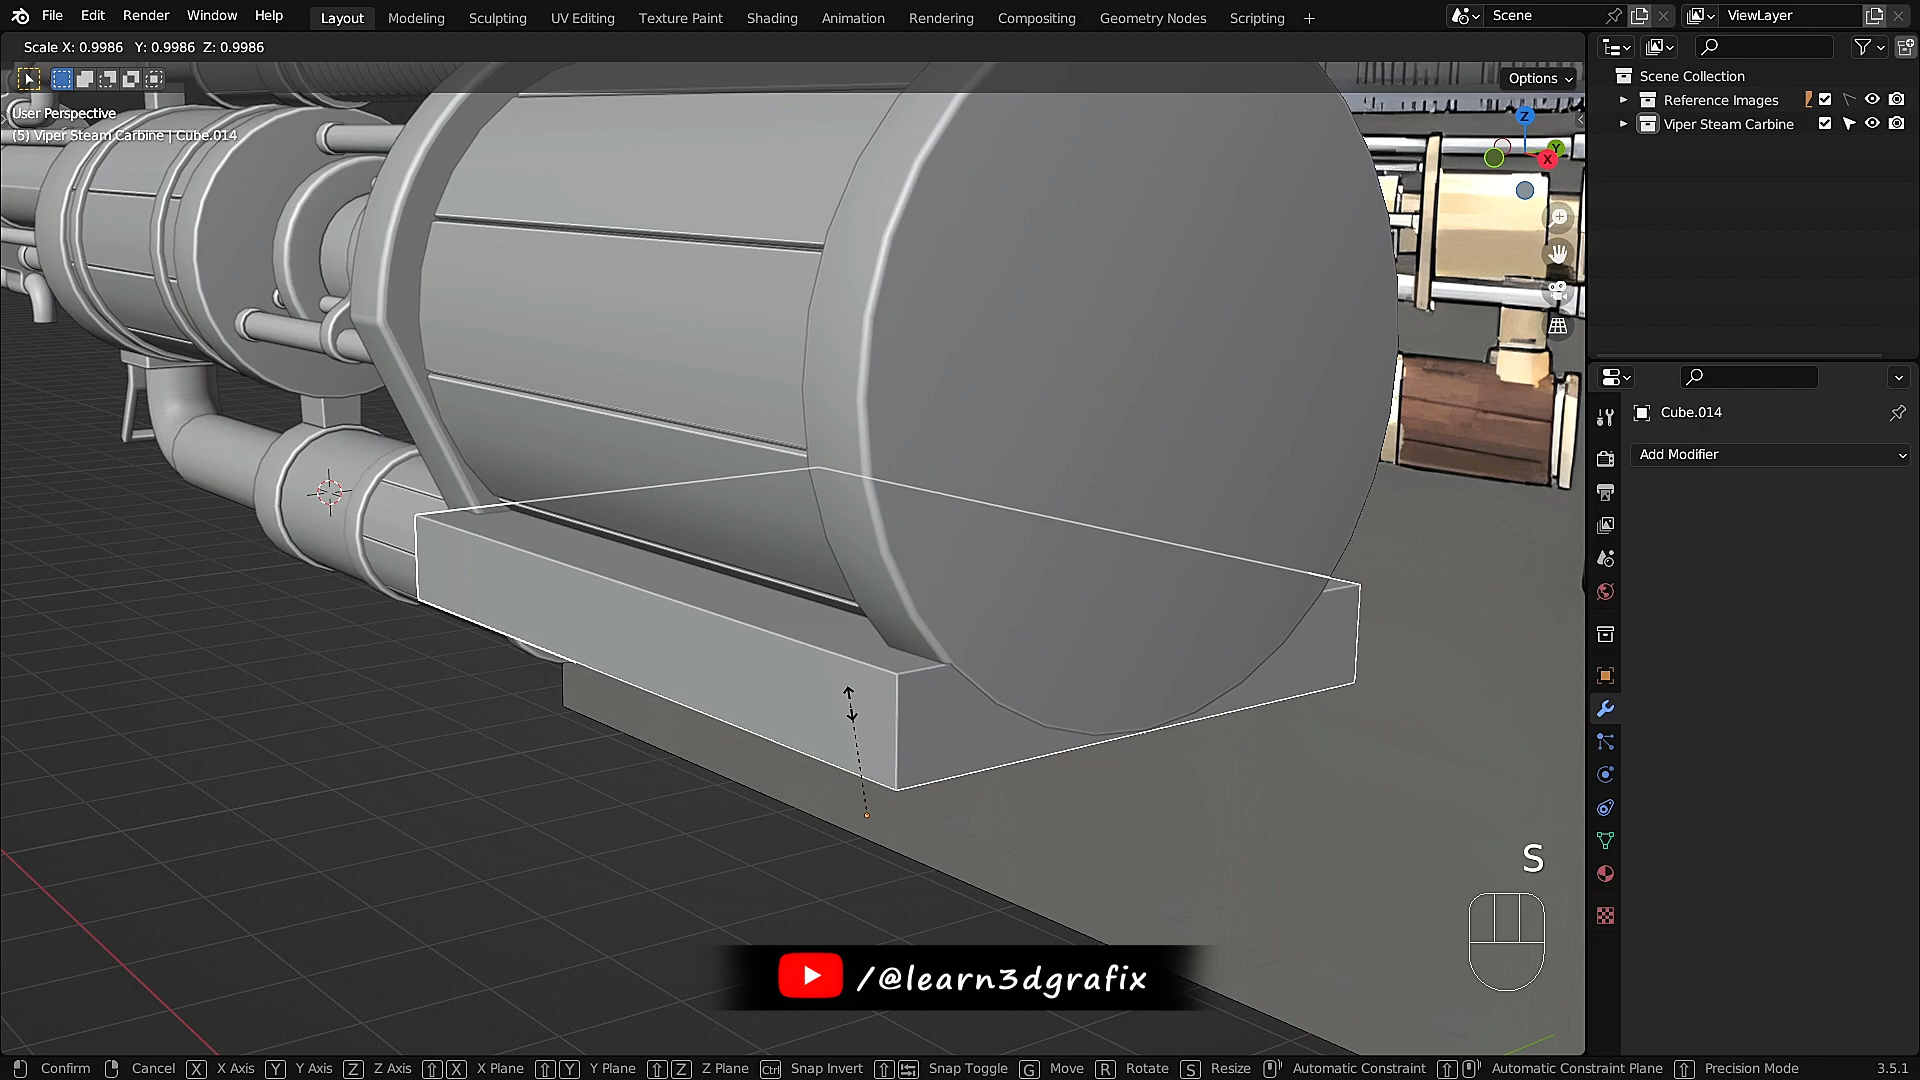 File Edit Render Window Help
Layout Modeling Sculpting UV Editing Texture Paint Shading Animation Rendering Compositing Geometry Nodes Scripting +
Scene
ViewLayer
Scale X: 0.9986 Y: 0.9986 Z: 0.9986
Options
User Perspective
(5) Viper Steam Carbine | Cube.014
Z
Y
X
Scene Collection
Reference Images
Viper Steam Carbine
Cube.014
Add Modifier
S
/@learn3dgrafix
Confirm Cancel X X Axis Y Y Axis Z Z Axis X X Plane Y Y Plane Z Z Plane Ctrl Snap Invert Snap Toggle G Move R Rotate S Resize Automatic Constraint Automatic Constraint Plane Precision Mode 3.5.1